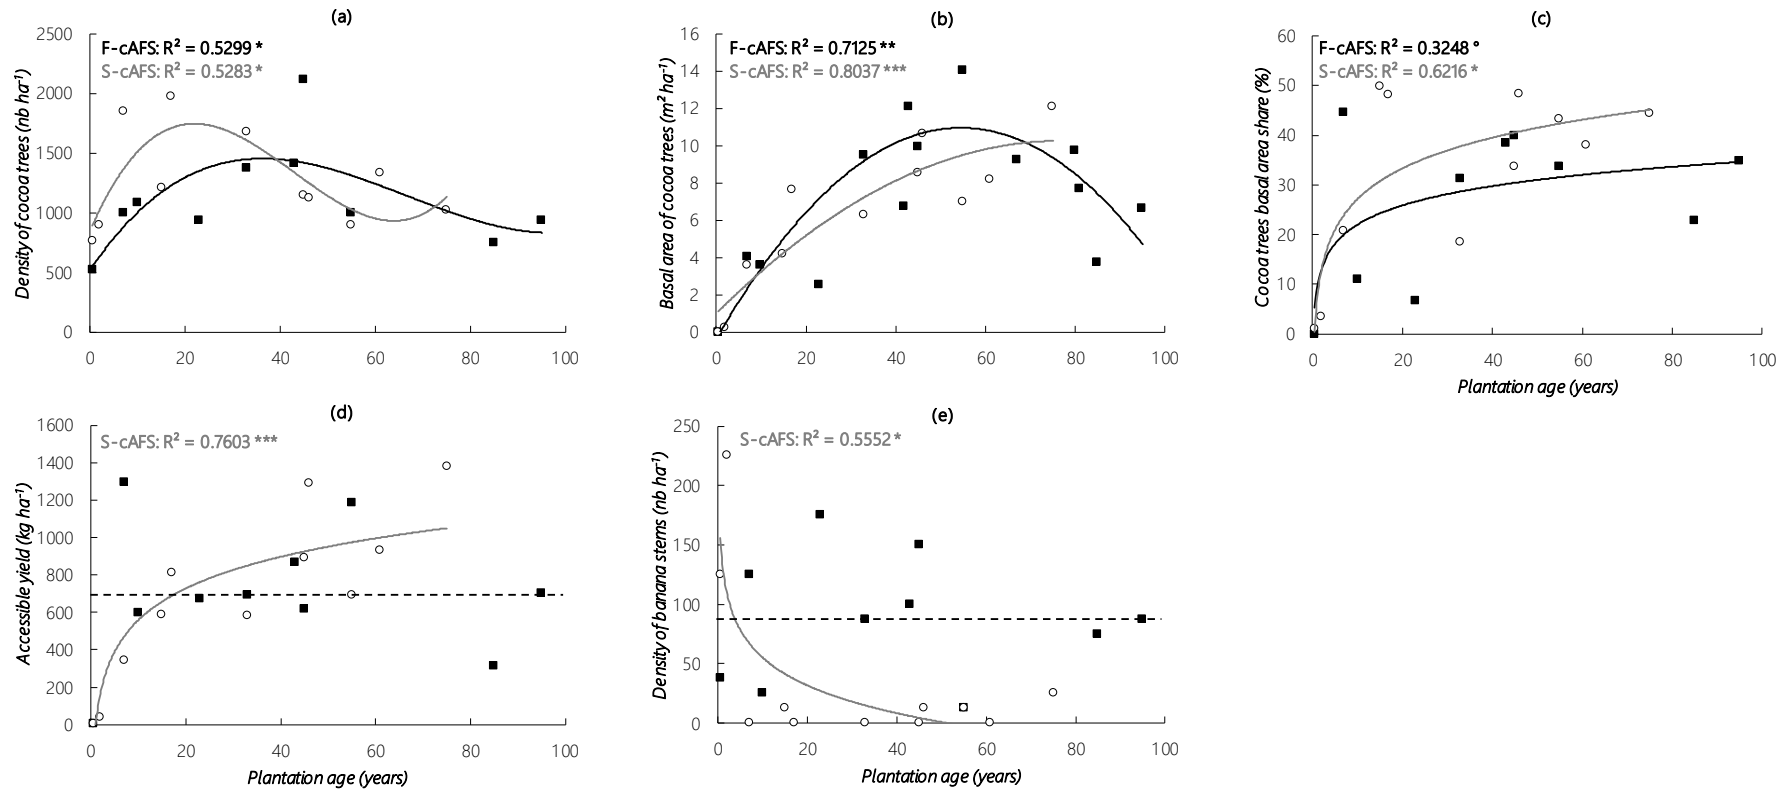 (a)
F-cAFS: R² = 0.5299 *
S-cAFS: R² = 0.5283 *
Density of cocoa trees (nb ha⁻¹)
2500
2000
1500
1000
500
0
0 20 40 60 80 100
(b)
F-cAFS: R² = 0.7125 **
S-cAFS: R² = 0.8037 ***
Basal area of cocoa trees (m² ha⁻¹)
16
14
12
10
8
6
4
2
0
0 20 40 60 80 100
(c)
F-cAFS: R² = 0.3248 °
S-cAFS: R² = 0.6216 *
Cocoa trees basal area share (%)
60
50
40
30
20
10
0
0 20 40 60 80 100
Plantation age (years)
(d)
S-cAFS: R² = 0.7603 ***
Accessible yield (kg ha⁻¹)
1600
1400
1200
1000
800
600
400
200
0
0 20 40 60 80 100
Plantation age (years)
(e)
S-cAFS: R² = 0.5552 *
Density of banana stems (nb ha⁻¹)
250
200
150
100
50
0
0 20 40 60 80 100
Plantation age (years)